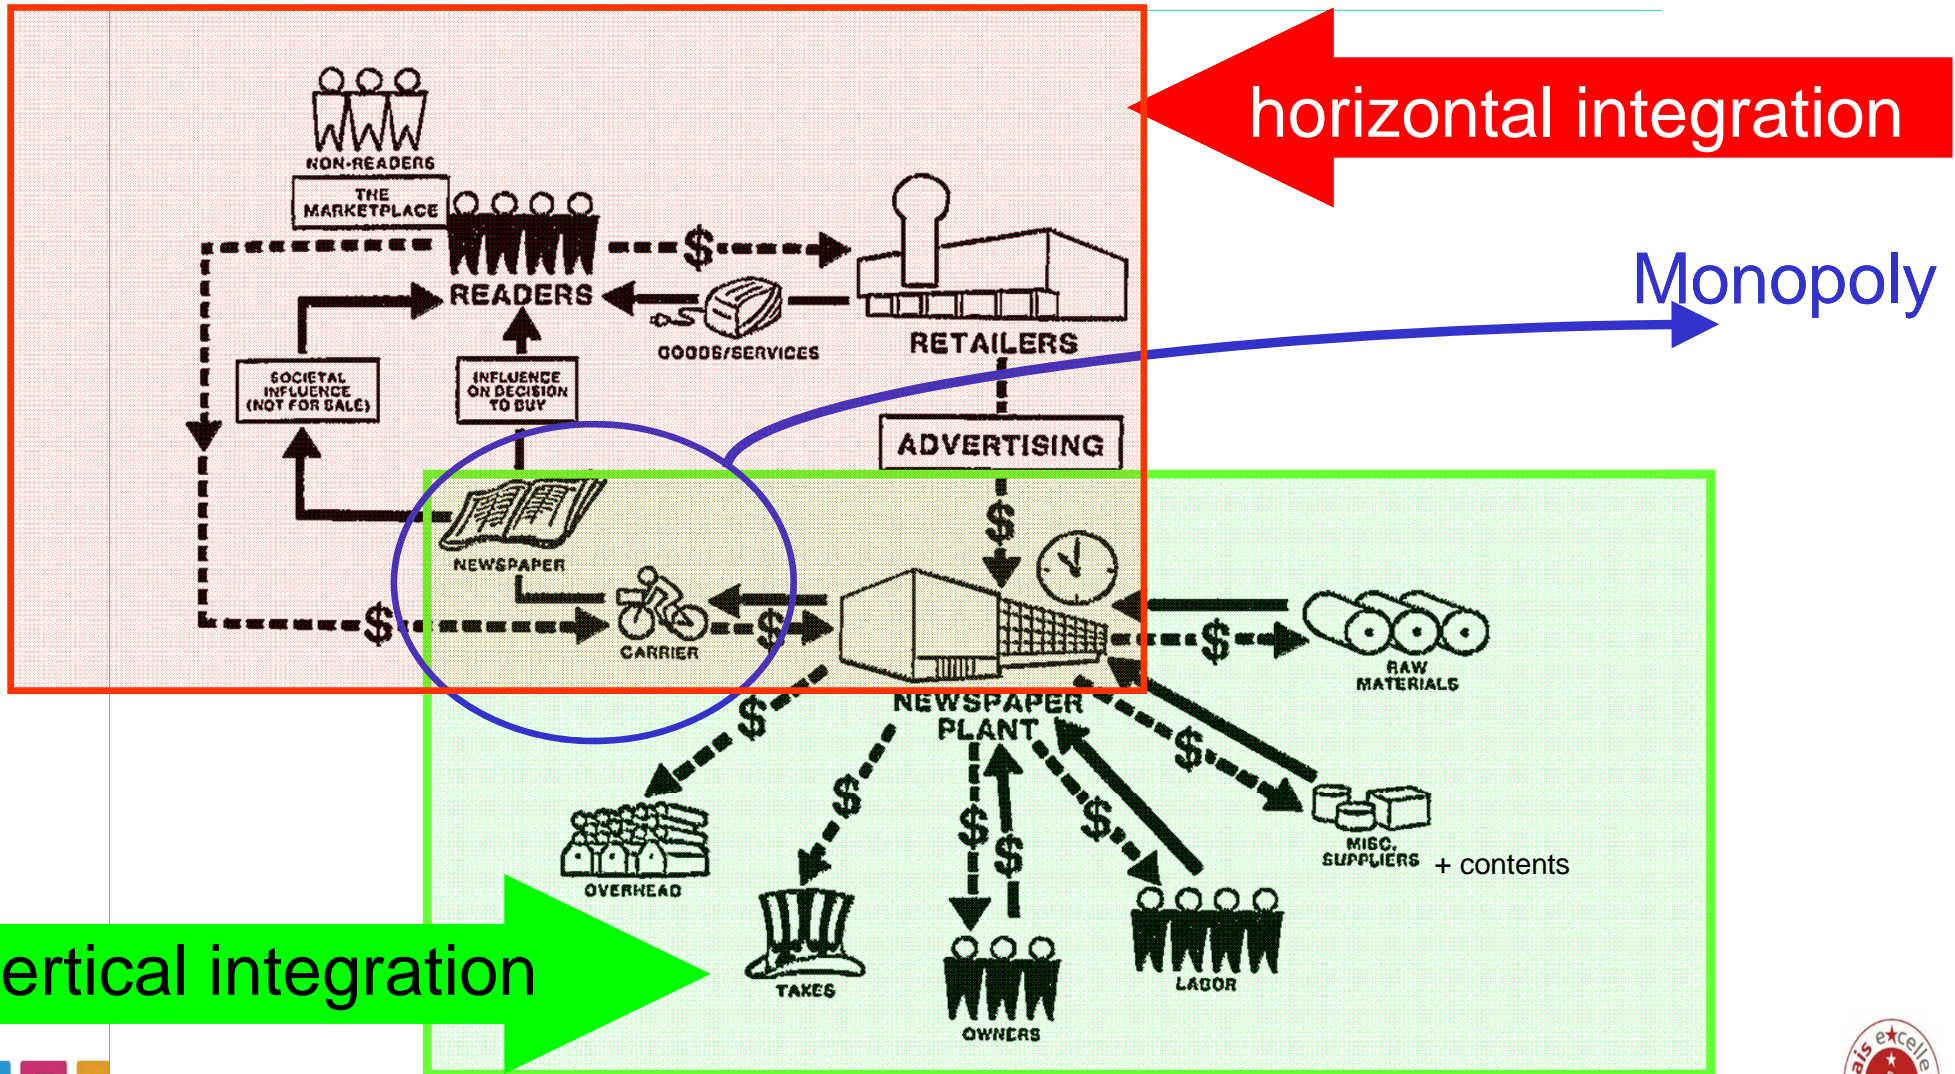 horizontal integration
NON-READERS
THE
MARKETPLACE
$
READERS
Monopoly
GOODS/SERVICES
RETAILERS
SOCIETAL
INFLUENCE
(NOT FOR SALE)
INFLUENCE
ON DECISION
TO BUY
ADVERTISING
$
NEWSPAPER
$
$
$
CARRIER
RAW
MATERIALS
NEWSPAPER
PLANT
$
$
$
$
$
$
MISC.
SUPPLIERS + contents
OVERHEAD
ertical integration
TAXES
LABOR
OWNERS